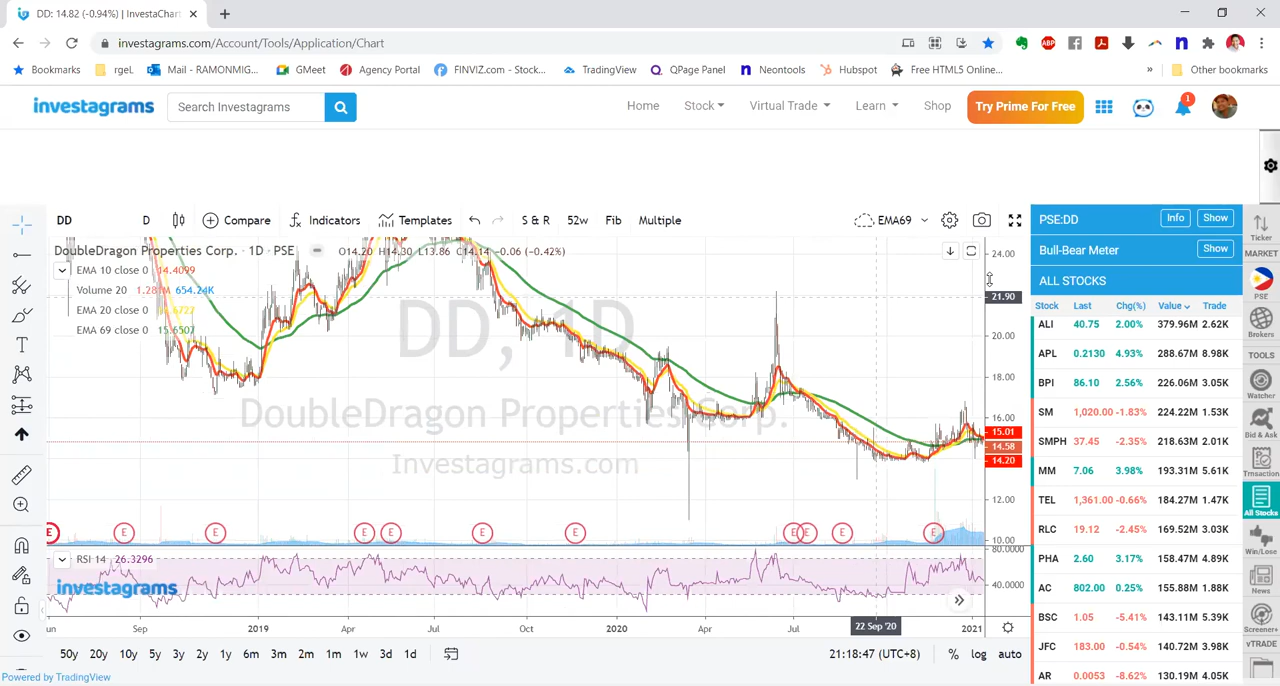 DD: 14.82 (-0.94%) | InvestaChart
investagrams.com/Account/Tools/Application/Chart
Bookmarks rgeL Mail - RAMONMIG... GMeet Agency Portal FINVIZ.com - Stock... TradingView QPage Panel Neontools Hubspot Free HTML5 Online... » Other bookmarks
investagrams Search Investagrams Home Stock Virtual Trade Learn Shop Try Prime For Free 1
DD D Compare Indicators Templates S & R 52w Fib Multiple EMA69
DoubleDragon Properties Corp. · 1D · PSE O14.20 H14.30 L13.86 C14.14 -0.06 (-0.42%)
EMA 10 close 0 14.4099
Volume 20 654.24K
EMA 20 close 0
EMA 69 close 0 15.6507
DD, 1D
DoubleDragon Properties Corp.
Investagrams.com
24.00
21.90
20.00
18.00
16.00
15.01
14.58
14.20
12.00
10.00
E E E E E E E E E E E
RSI 14 26.3296
80.0000
40.0000
investagrams
Sep 2019 Apr Jul Oct 2020 Apr Jul 22 Sep '20 2021
50y 20y 10y 5y 3y 2y 1y 6m 3m 2m 1m 1w 3d 1d 21:18:47 (UTC+8) % log auto
Powered by TradingView
PSE:DD Info Show
Bull-Bear Meter Show
ALL STOCKS
Stock Last Chg(%) Value Trade
ALI 40.75 2.00% 379.96M 2.62K
APL 0.2130 4.93% 288.67M 8.98K
BPI 86.10 2.56% 226.06M 3.05K
SM 1,020.00 -1.83% 224.22M 1.53K
SMPH 37.45 -2.35% 218.63M 2.01K
MM 7.06 3.98% 193.31M 5.61K
TEL 1,361.00 -0.66% 184.27M 1.47K
RLC 19.12 -2.45% 169.52M 3.03K
PHA 2.60 3.17% 158.47M 4.89K
AC 802.00 0.25% 155.88M 1.88K
BSC 1.05 -5.41% 143.11M 5.39K
JFC 183.00 -0.54% 140.72M 3.98K
AR 0.0053 -8.62% 130.19M 4.05K
Ticker
MARKET
PSE
Brokers
TOOLS
Watcher
Bid & Ask
Trnsaction
All Stocks
Win/Lose
News
Screener+
vTRADE